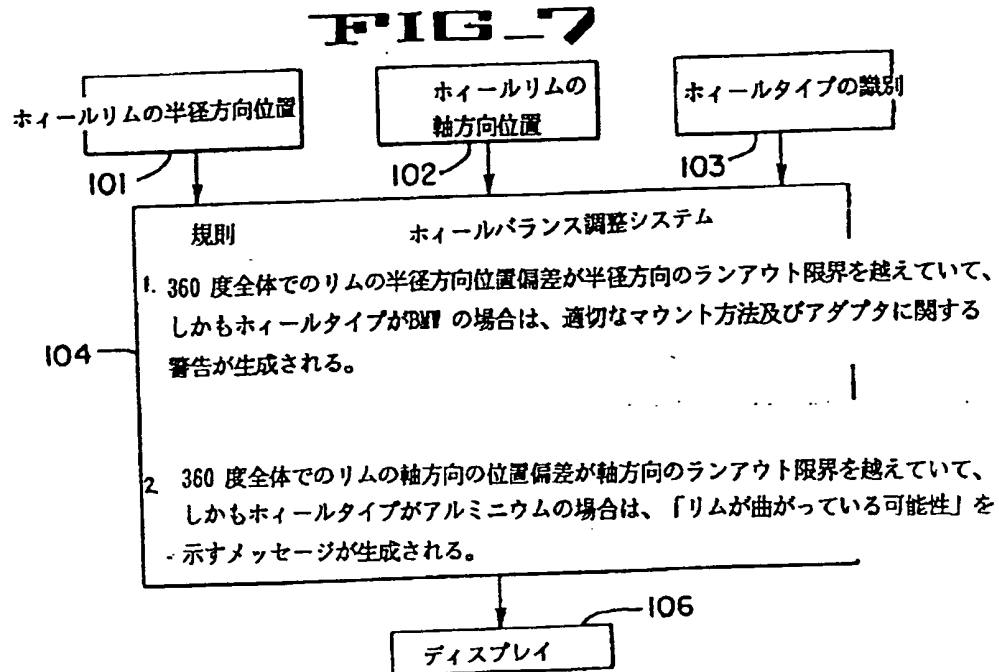 FIG_7
ホィールリムの半径方向位置
ホィールリムの
軸方向位置
ホィールタイプの識別
101
102
103
規則
ホィールバランス調整システム
1. 360 度全体でのリムの半径方向位置偏差が半径方向のランアウト限界を越えていて、
しかもホィールタイプがBMW の場合は、適切なマウント方法及びアダプタに関する
警告が生成される。
104
2 360 度全体でのリムの軸方向の位置偏差が軸方向のランアウト限界を越えていて、
しかもホィールタイプがアルミニウムの場合は、「リムが曲がっている可能性」を
示すメッセージが生成される。
106
ディスプレイ